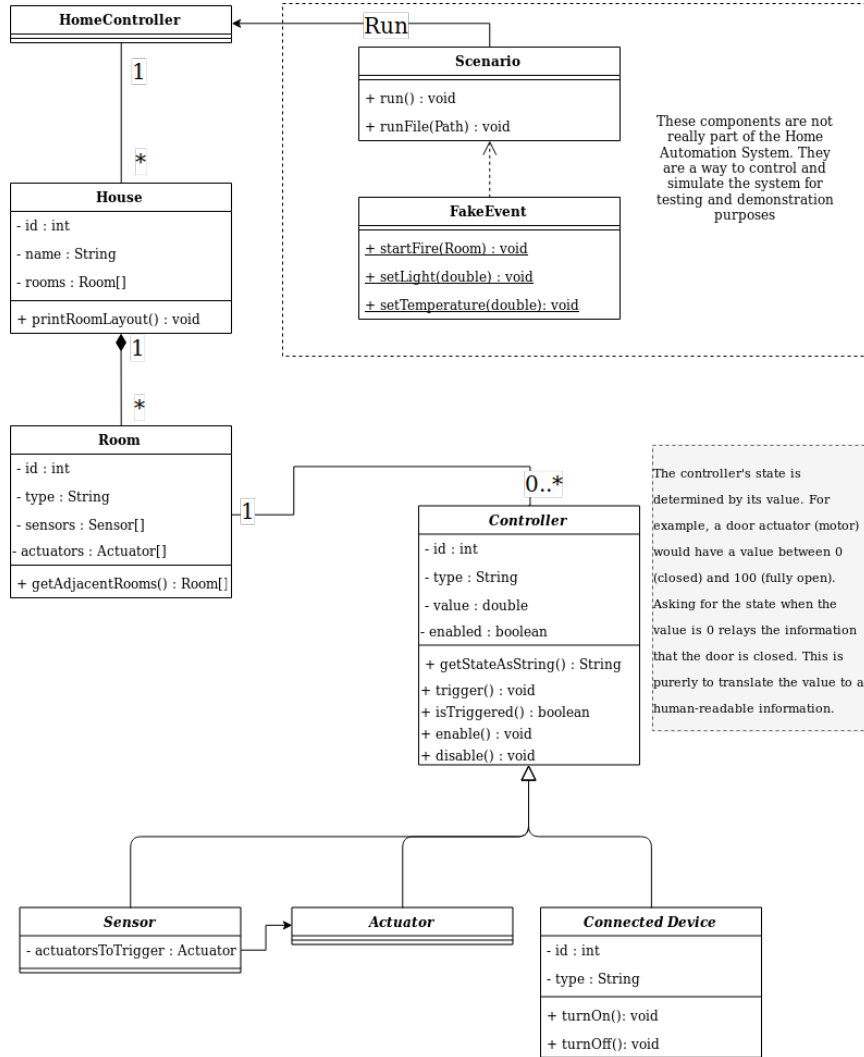 HomeController
Run
1
*
Scenario
+ run() : void
+ runFile(Path) : void
These components are not
really part of the Home
Automation System. They
are a way to control and
simulate the system for
testing and demonstration
purposes
House
- id : int
- name : String
- rooms : Room[]
+ printRoomLayout() : void
FakeEvent
+ startFire(Room) : void
+ setLight(double) : void
+ setTemperature(double): void
1
*
Room
- id : int
- type : String
- sensors : Sensor[]
- actuators : Actuator[]
+ getAdjacentRooms() : Room[]
1
0..*
Controller
- id : int
- type : String
- value : double
- enabled : boolean
+ getStateAsString() : String
+ trigger() : void
+ isTriggered() : boolean
+ enable() : void
+ disable() : void
The controller's state is
determined by its value. For
example, a door actuator (motor)
would have a value between 0
(closed) and 100 (fully open).
Asking for the state when the
value is 0 relays the information
that the door is closed. This is
purerly to translate the value to a
human-readable information.
Sensor
- actuatorsToTrigger : Actuator
Actuator
Connected Device
- id : int
- type : String
+ turnOn(): void
+ turnOff(): void